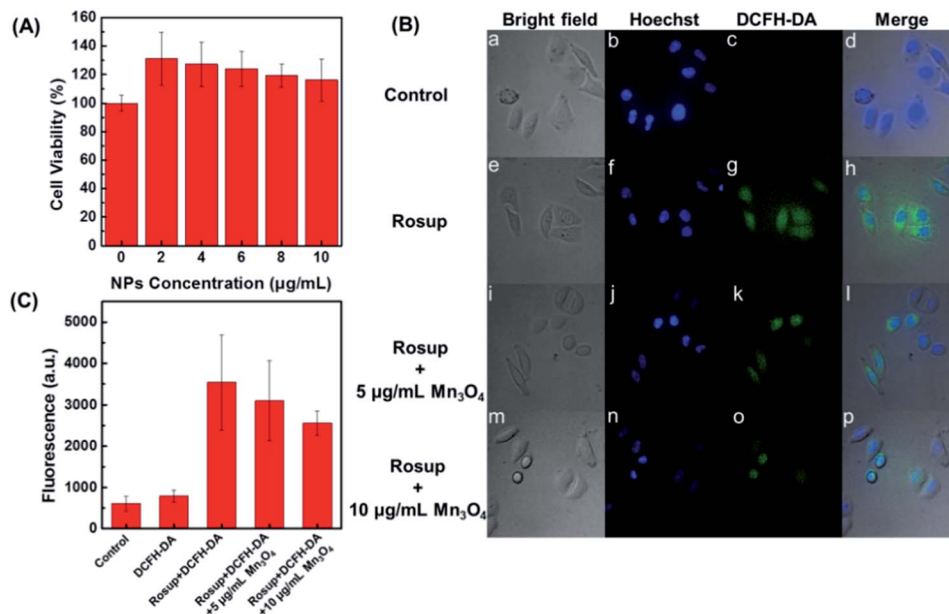 (A)
Cell Viability (%)
160
140
120
100
80
60
40
20
0
0 2 4 6 8 10
NPs Concentration (µg/mL)
(B)
Bright field Hoechst DCFH-DA Merge
Control
a b c d
Rosup
e f g h
Rosup
+
5 µg/mL Mn₃O₄
i j k l
Rosup
+
10 µg/mL Mn₃O₄
m n o p
(C)
Fluorescence (a.u.)
5000
4000
3000
2000
1000
0
Control
DCFH-DA
Rosup+DCFH-DA
Rosup+DCFH-DA
+5 µg/mL Mn₃O₄
Rosup+DCFH-DA
+10 µg/mL Mn₃O₄